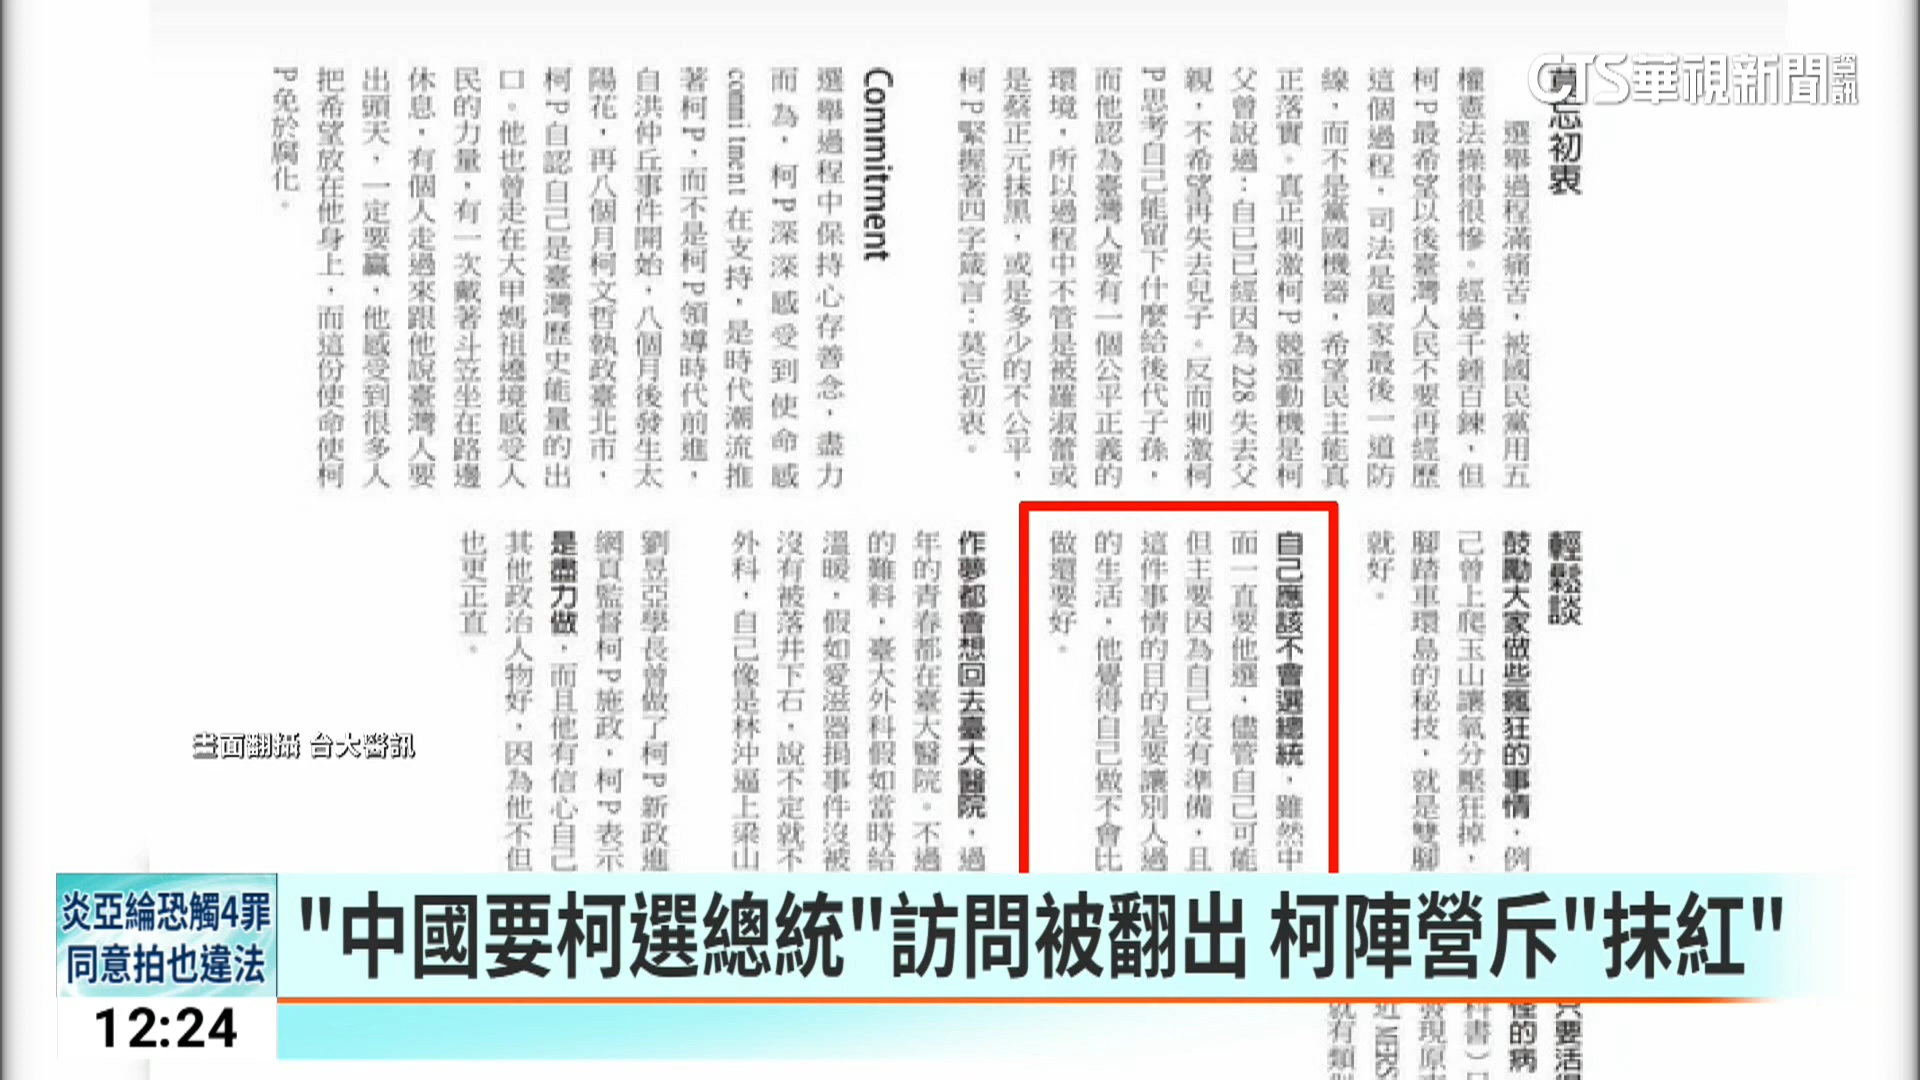 CTS華視新聞資訊
莫忘初衷
選舉過程滿痛苦，被國民黨用五
權憲法操得很慘。經過千錘百鍊，但
柯P最希望以後臺灣人民不要再經歷
這個過程，司法是國家最後一道防
線，而不是黨國機器，希望民主能真
正落實。真正刺激柯P競選動機是柯
父曾說過：自己已經因為228失去父
親，不希望再失去兒子。反而刺激柯
P思考自己能留下什麼給後代子孫，
而他認為臺灣人要有一個公平正義的
環境，所以過程中不管是被羅淑蕾或
是蔡正元抹黑，或是多少的不公平，
柯P緊握著四字箴言：莫忘初衷。
Commitment
選舉過程中保持心存善念，盡力
而為，柯P深深感受到使命感
commitment在支持，是時代潮流推
著柯P，而不是柯P領導時代前進，
自洪仲丘事件開始，八個月後發生太
陽花，再八個月柯文哲執政臺北市，
柯P自認自己是臺灣歷史能量的出
口。他也曾走在大甲媽祖遶境感受人
民的力量，有一次戴著斗笠坐在路邊
休息，有個人走過來跟他說臺灣人要
出頭天，一定要贏，他感受到很多人
把希望放在他身上，而這份使命使柯
P免於腐化。
輕鬆談
鼓勵大家做些瘋狂的事情，例
己曾上爬玉山讓氣分壓狂掉，
腳踏車環島的秘技，就是雙腳
就好。
自己應該不會選總統，雖然中
面一直要他選，儘管自己可能
但主要因為自己沒有準備，且
這件事情的目的是要讓別人過
的生活，他覺得自己做不會比
做還要好。
作夢都會想回去臺大醫院，過
年的青春都在臺大醫院。不過
的難料，臺大外科假如當時給
溫暖，假如愛滋器捐事件沒被
沒有被落井下石，說不定就不
外科，自己像是林沖逼上梁山
劉昱亞學長曾做了柯P新政進
網頁監督柯P施政，柯P表示
是盡力做，而且他有信心自己
其他政治人物好，因為他不但
也更正直。
只要活得
怪的病
科書）只
發現原來
近MERS
就有類似
畫面翻攝 台大醫訊
炎亞綸恐觸4罪
同意拍也違法
"中國要柯選總統"訪問被翻出 柯陣營斥"抹紅"
12:24